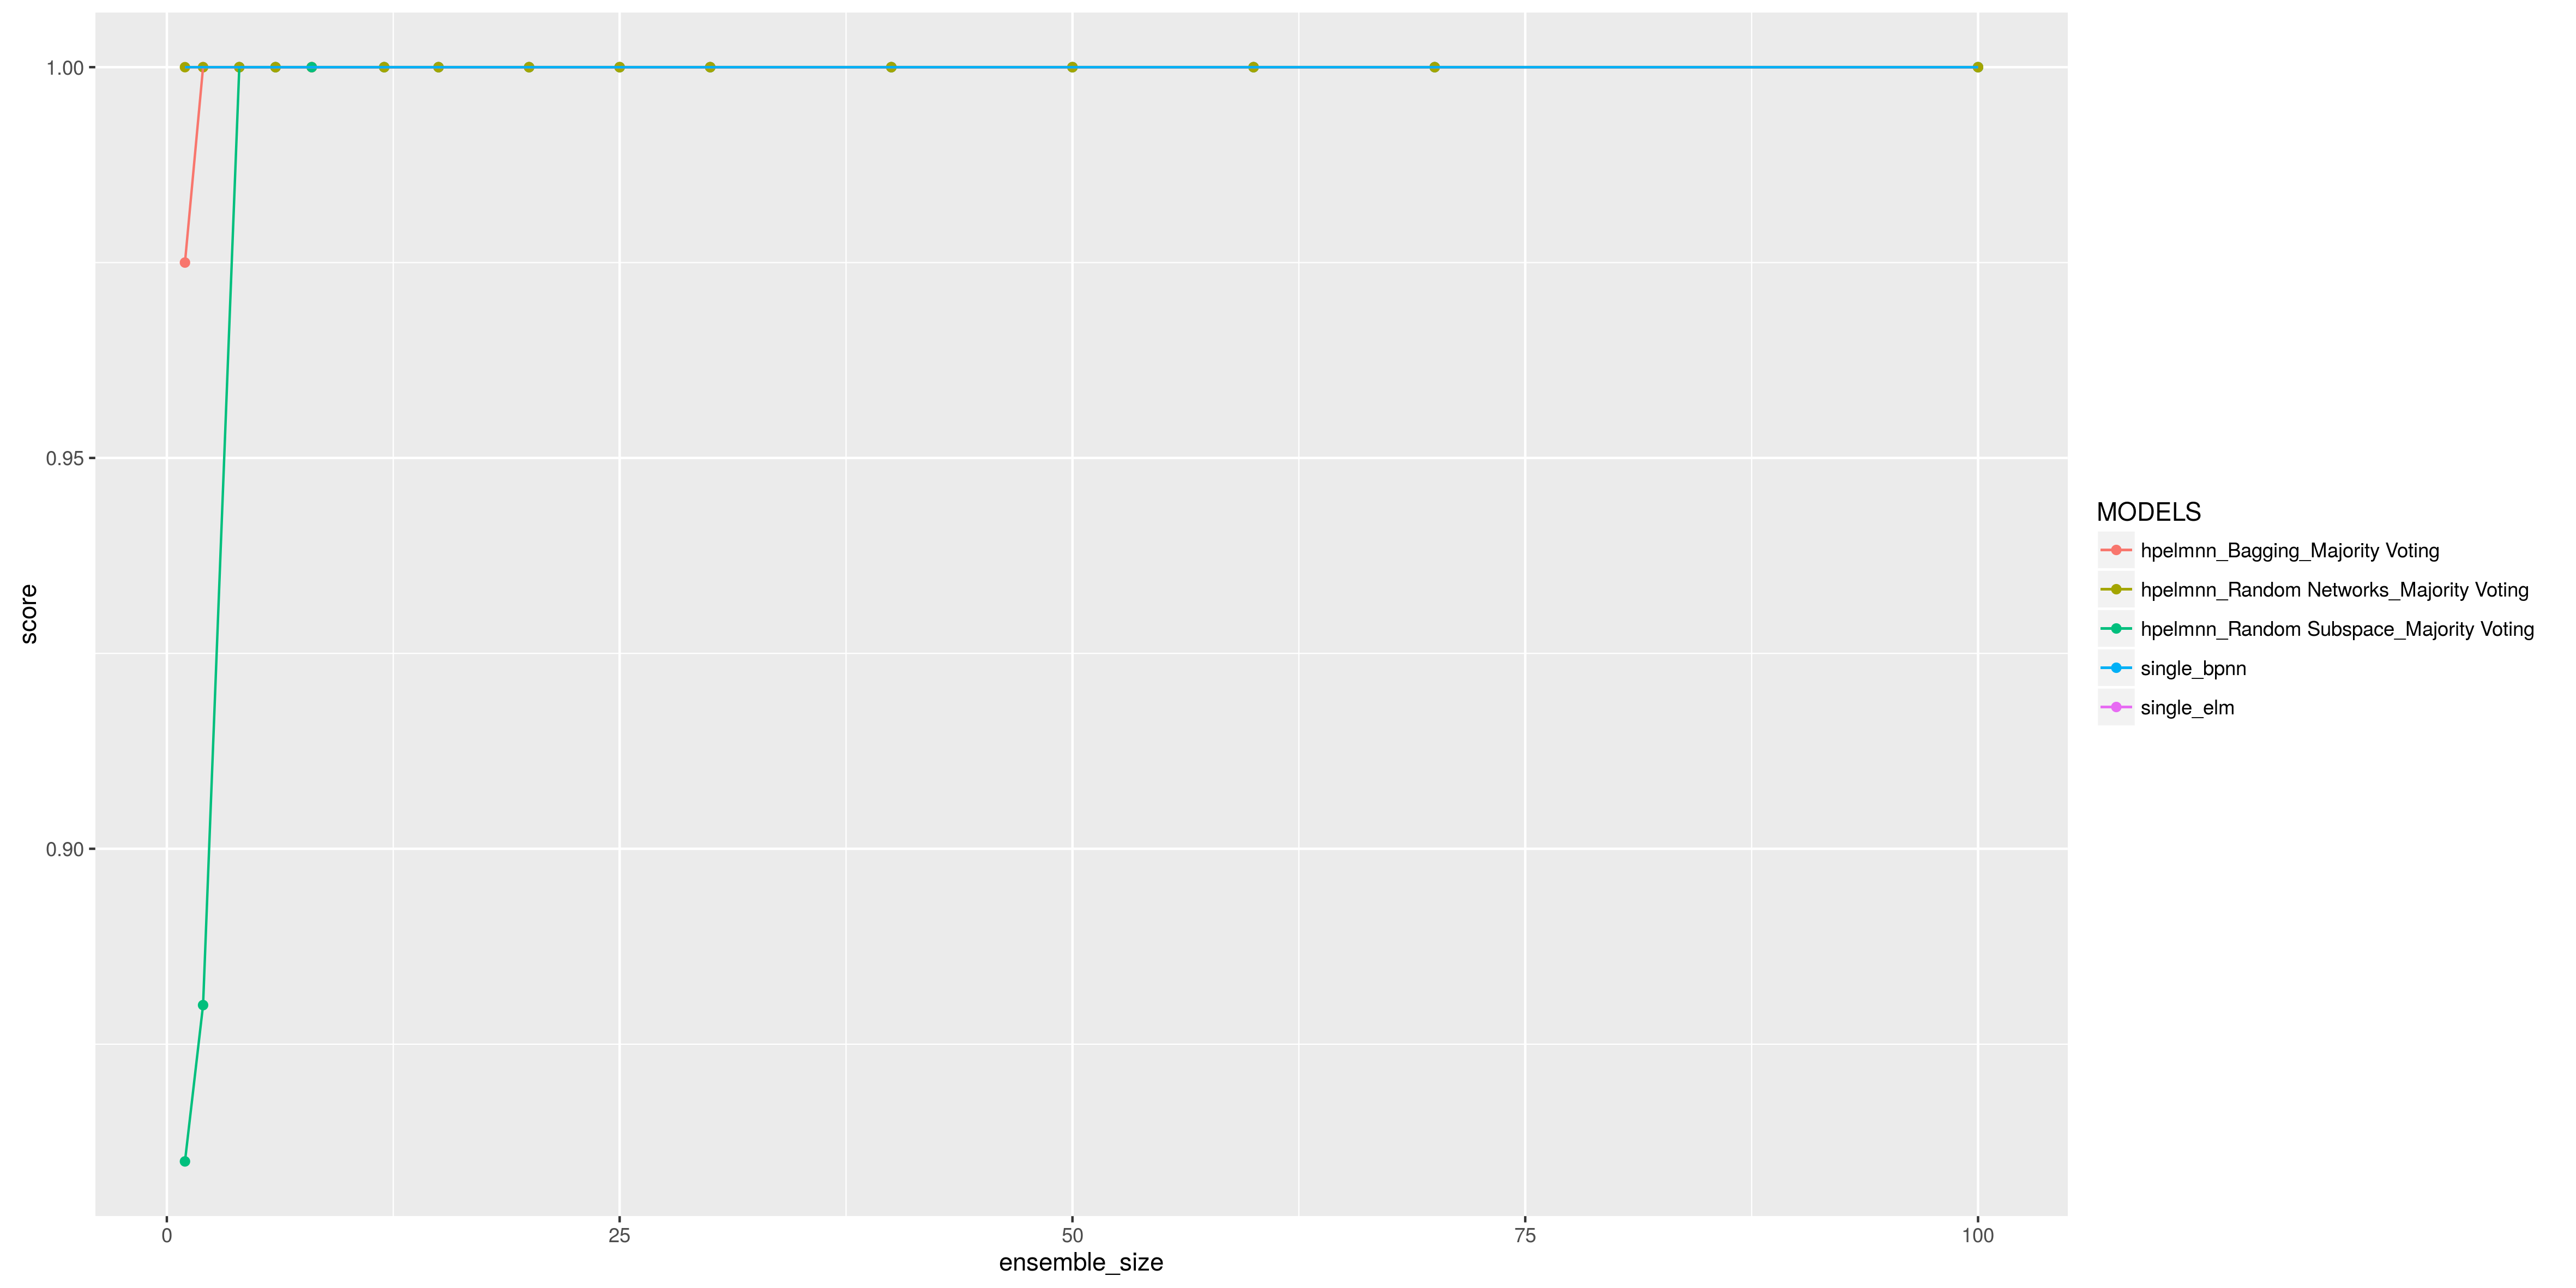 1.00
0.95
0.90
score
0
25
50
75
100
ensemble_size
MODELS
hpelmnn_Bagging_Majority Voting
hpelmnn_Random Networks_Majority Voting
hpelmnn_Random Subspace_Majority Voting
single_bpnn
single_elm